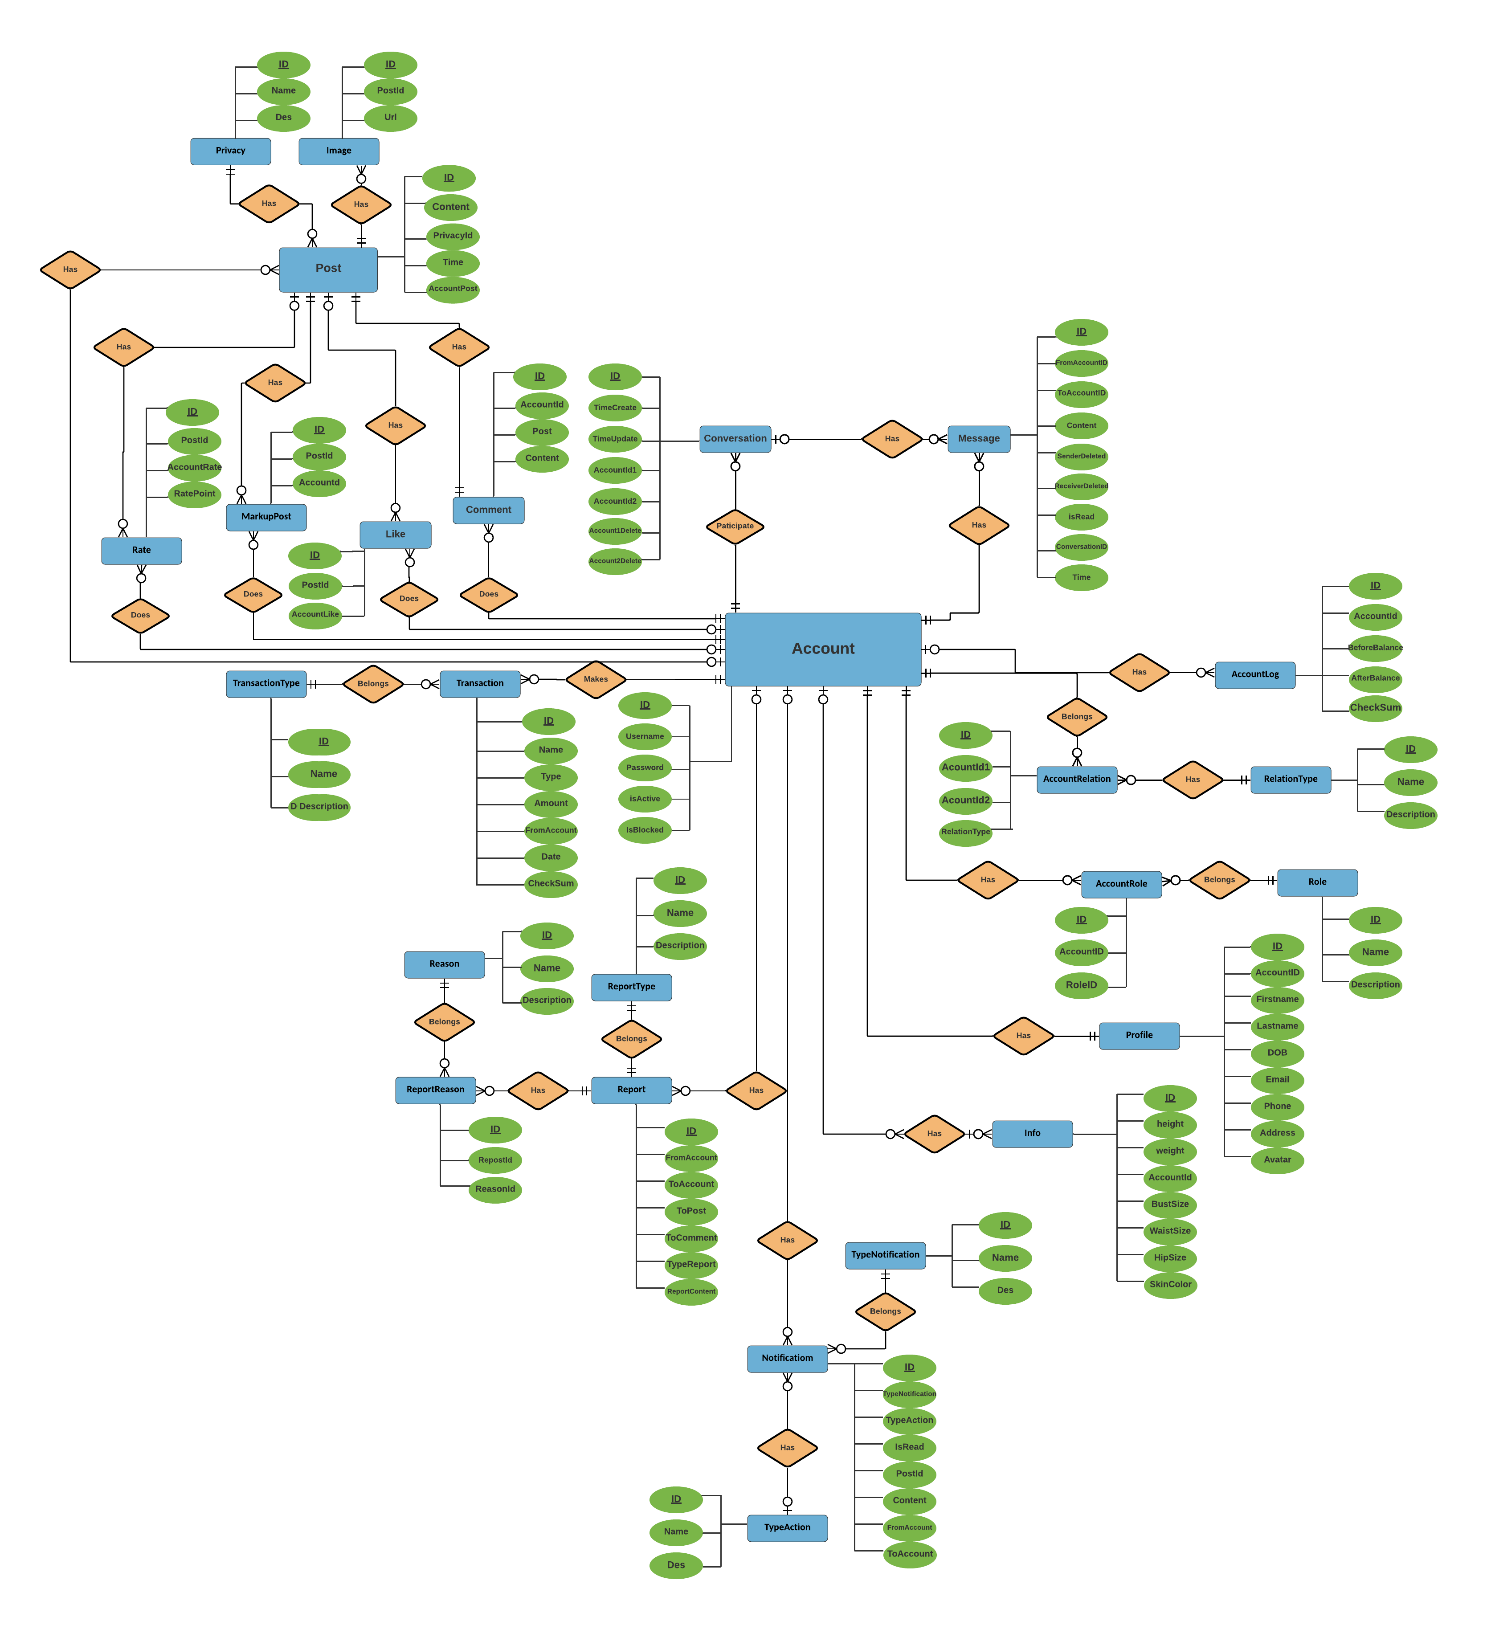 ID
Name
Des
Privacy
Has
ID
PostId
Url
Image
Has
ID
Content
PrivacyId
Time
AccountPost
Post
Has
Has
Has
Has
Has
ID
PostId
AccountRate
RatePoint
Rate
Does
ID
PostId
Accountd
MarkupPost
Does
Like
ID
PostId
AccountLike
Does
ID
AccountId
Post
Content
Comment
Does
ID
TimeCreate
TimeUpdate
AccountId1
AccountId2
Account1Delete
Account2Delete
Conversation
Has
Message
Paticipate
Has
ID
FromAccountID
ToAccountID
Content
SenderDeleted
ReceiverDeleted
isRead
ConversationID
Time
Account
ID
Username
Password
isActive
IsBlocked
TransactionType
Belongs
Transaction
Makes
ID
Name
D Description
ID
Name
Type
Amount
FromAccount
Date
CheckSum
Has
AccountLog
ID
AccountId
BeforeBalance
AfterBalance
CheckSum
Belongs
ID
AcountId1
AcountId2
RelationType
AccountRelation
Has
RelationType
ID
Name
Description
Has
AccountRole
Belongs
Role
ID
AccountID
RoleID
ID
Name
Description
Has
Profile
ID
AccountID
Firstname
Lastname
DOB
Email
Phone
Address
Avatar
Has
Info
ID
height
weight
AccountId
BustSize
WaistSize
HipSize
SkinColor
ID
Name
Description
ReportType
Belongs
Reason
ID
Name
Description
Belongs
ReportReason
Has
Report
Has
ID
RepostId
ReasonId
ID
FromAccount
ToAccount
ToPost
ToComment
TypeReport
ReportContent
Has
TypeNotification
ID
Name
Des
Belongs
Notificatiom
ID
TypeNotification
TypeAction
IsRead
PostId
Content
FromAccount
ToAccount
Has
TypeAction
ID
Name
Des